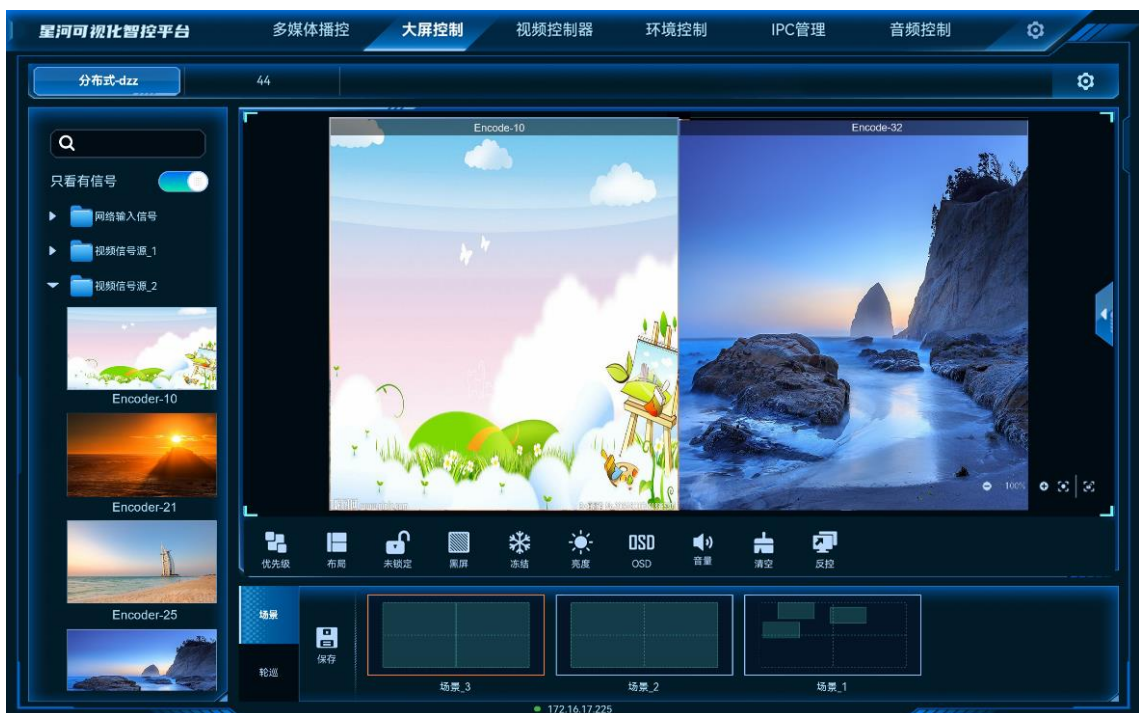 星河可视化智控平台
多媒体播控
大屏控制
视频控制器
环境控制
IPC管理
音频控制
分布式-dzz
44
只看有信号
网络输入信号
视频信号源_1
视频信号源_2
Encoder-10
Encoder-21
Encoder-25
Encode-10
Encode-32
100%
优先级
布局
未锁定
黑屏
冻结
亮度
OSD
OSD
音量
清空
反控
场景
轮巡
保存
场景_3
场景_2
场景_1
172.16.17.225